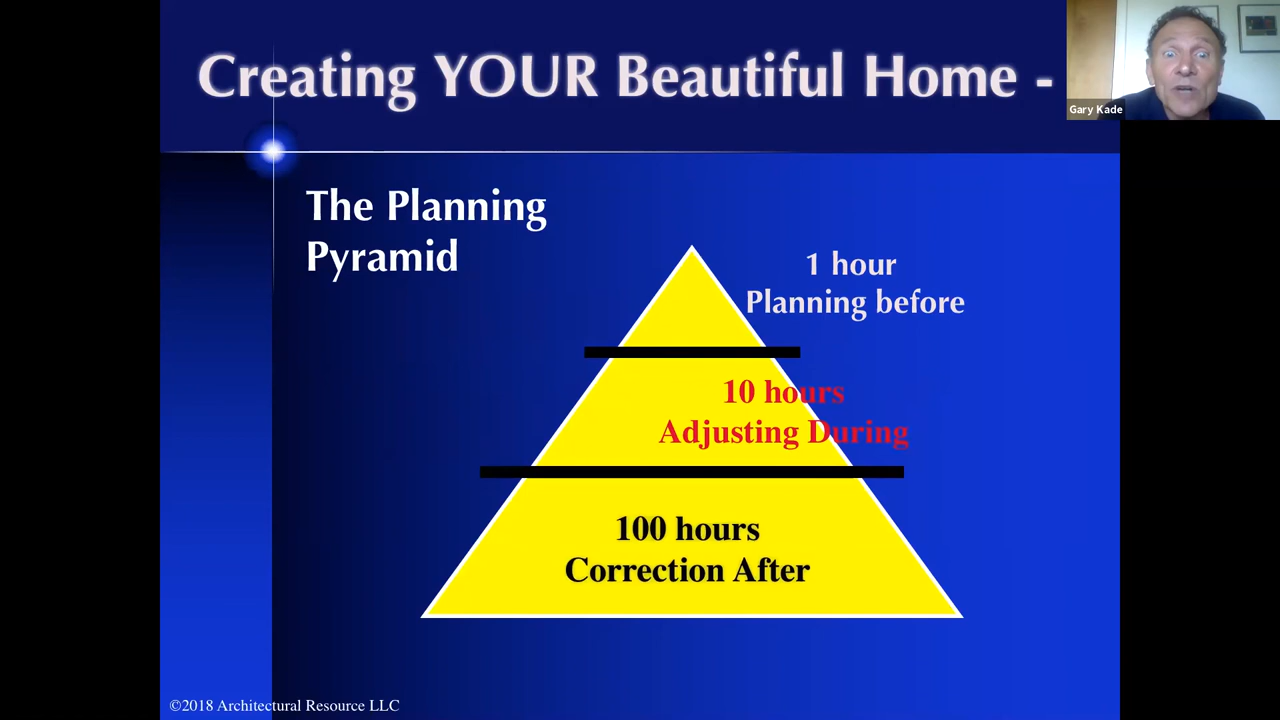 Creating YOUR Beautiful Home -
Gary Kade
The Planning
Pyramid
1 hour
Planning before
10 hours
Adjusting During
100 hours
Correction After
©2018 Architectural Resource LLC